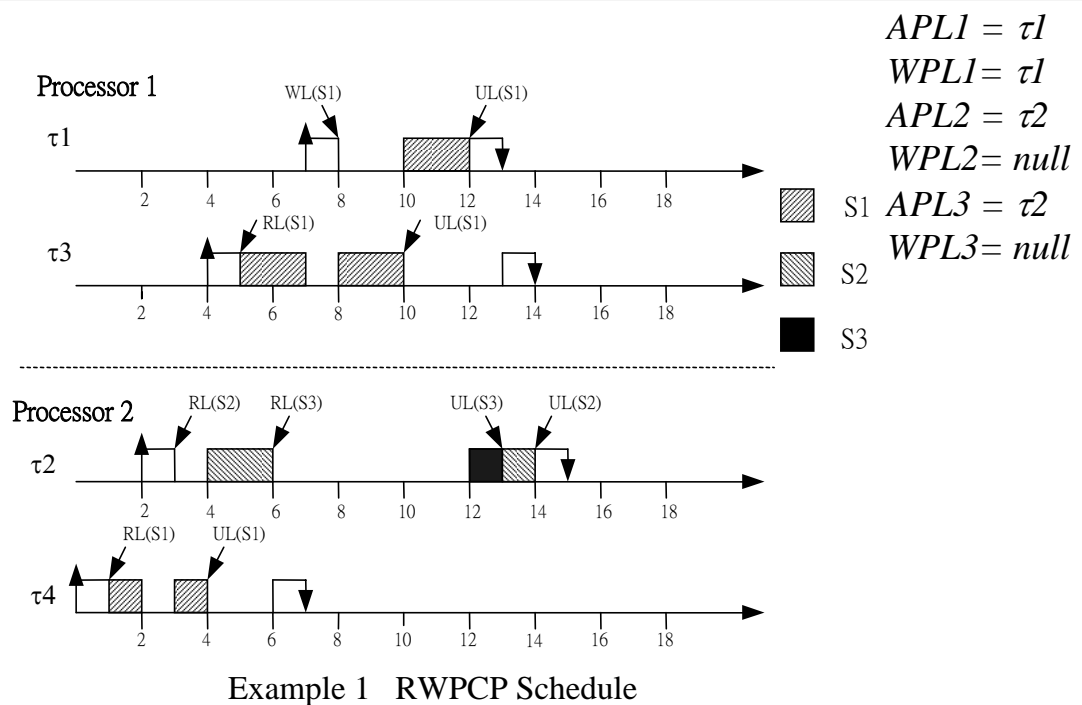 APL1 = τ1
WPL1= τ1
APL2 = τ2
WPL2= null
APL3 = τ2
WPL3= null
Processor 1
WL(S1) UL(S1)
τ1
2 4 6 8 10 12 14 16 18
RL(S1) UL(S1)
τ3
2 4 6 8 10 12 14 16 18
S1
S2
S3
Processor 2
RL(S2) RL(S3) UL(S3) UL(S2)
τ2
2 4 6 8 10 12 14 16 18
RL(S1) UL(S1)
τ4
2 4 6 8 10 12 14 16 18
Example 1 RWPCP Schedule